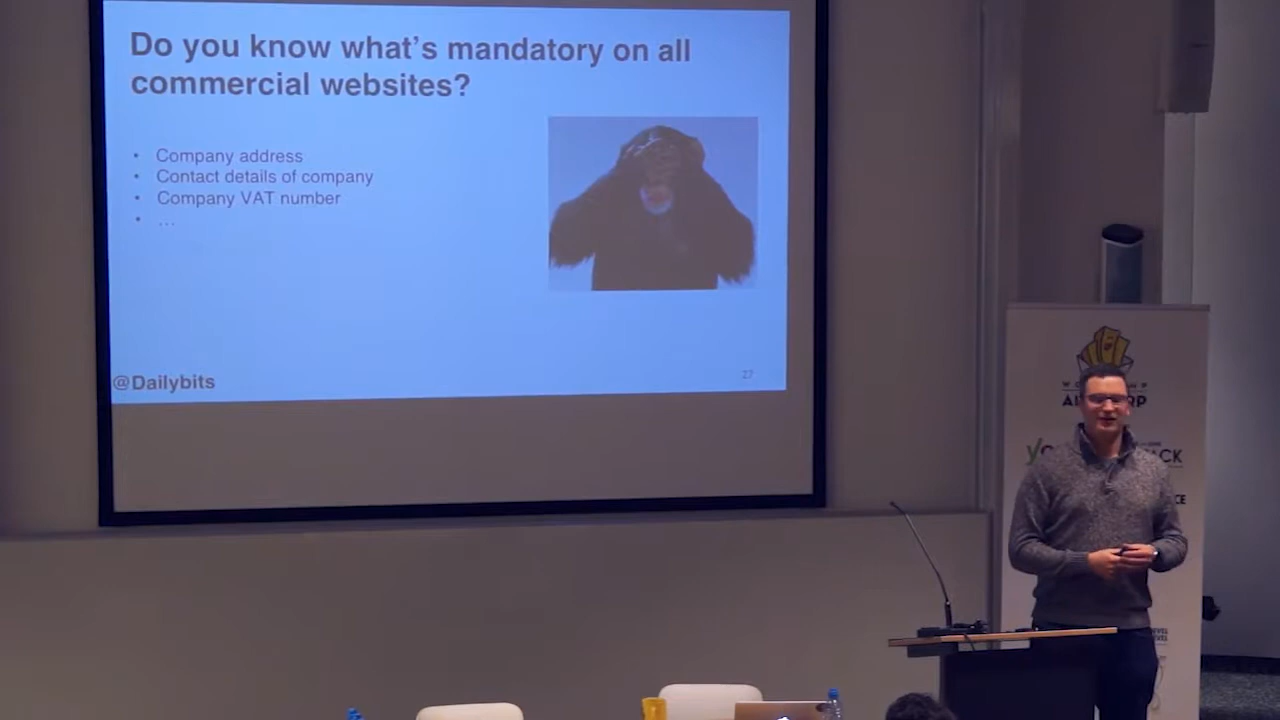 Do you know what's mandatory on all
commercial websites?
• Company address
• Contact details of company
• Company VAT number
• ...
@Dailybits
27